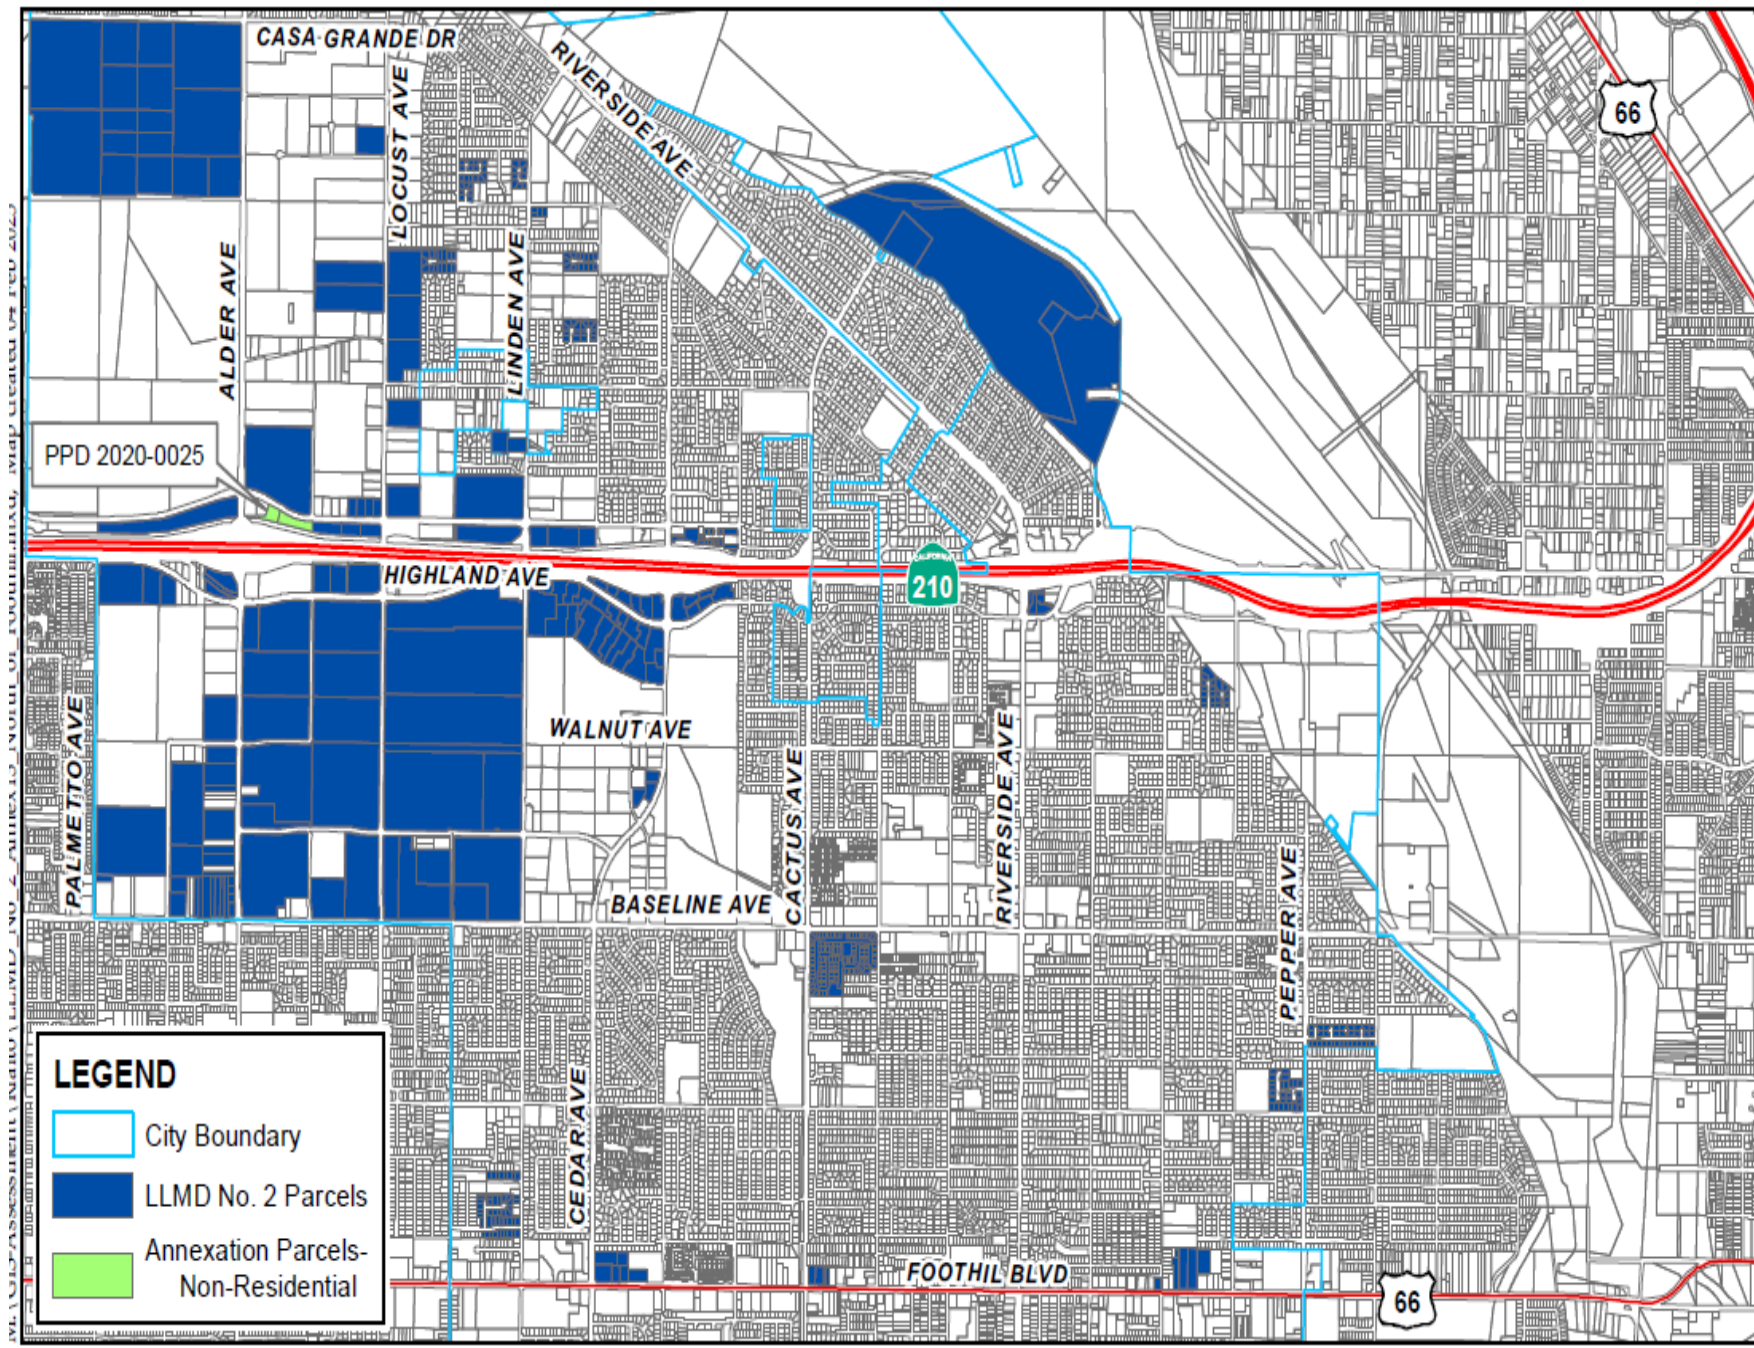 CASA GRANDE DR
RIVERSIDE AVE
66
LOCUST AVE
LINDEN AVE
ALDER AVE
PPD 2020-0025
HIGHLAND AVE
CALIFORNIA
210
WALNUT AVE
PALMETTO AVE
CACTUS AVE
RIVERSIDE AVE
BASELINE AVE
PEPPER AVE
CEDAR AVE
FOOTHIL BLVD
66
LEGEND
City Boundary
LLMD No. 2 Parcels
Annexation Parcels-
Non-Residential